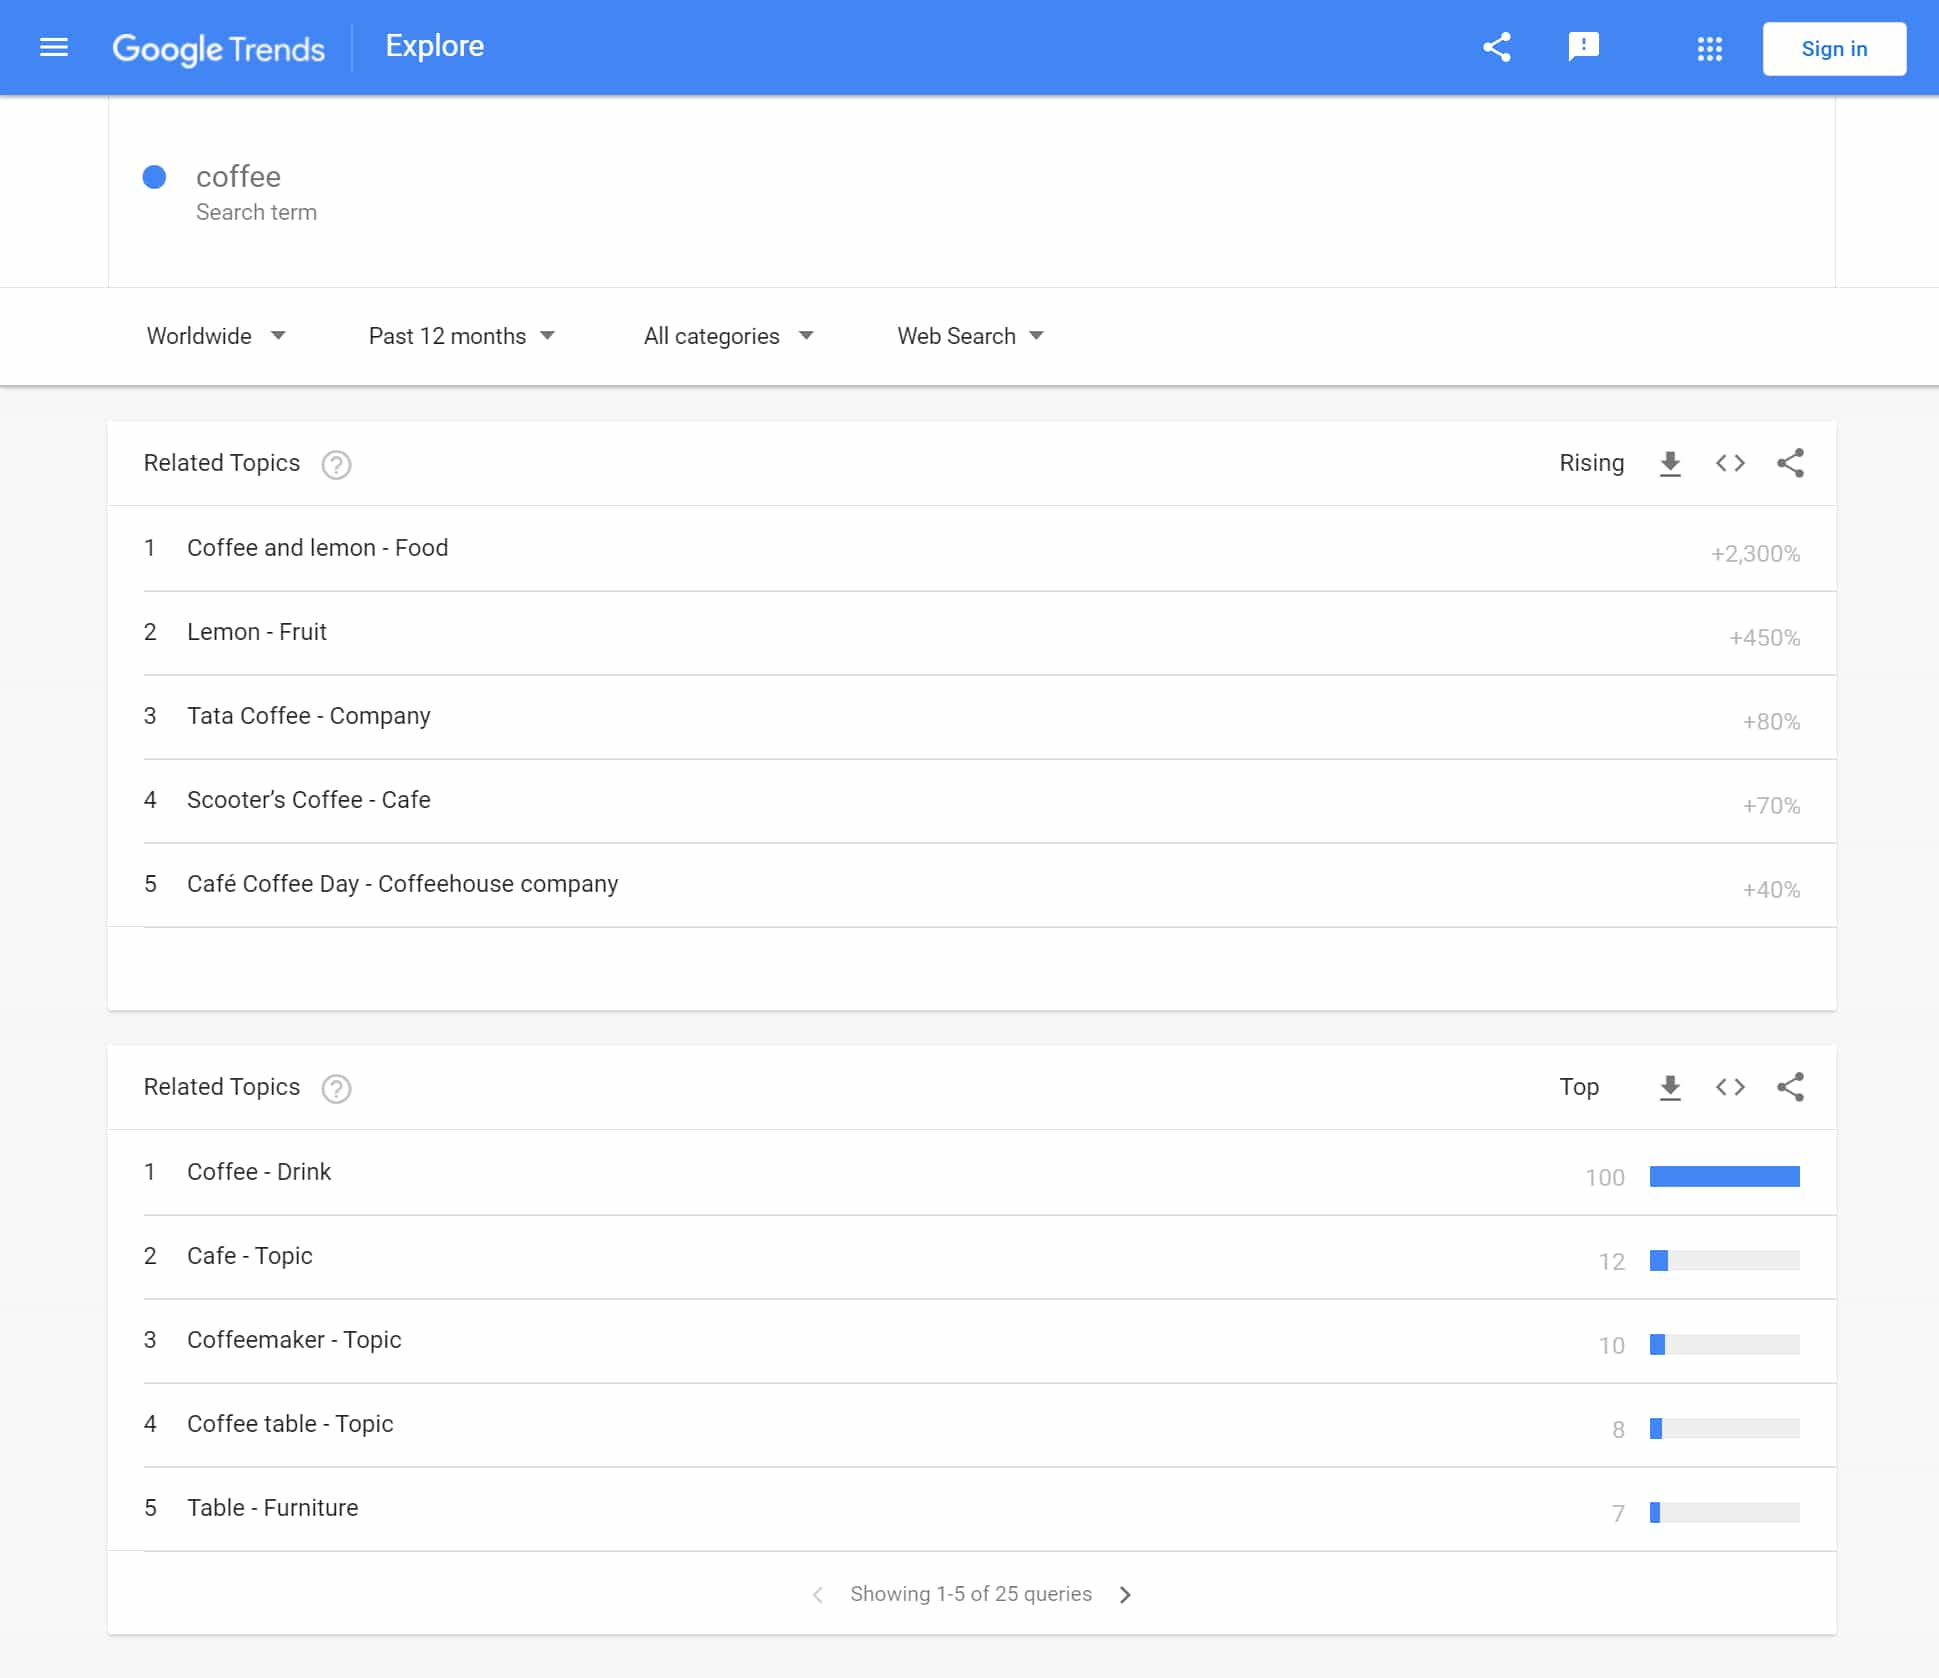 Google Trends Explore Sign in
coffee
Search term
Worldwide Past 12 months All categories Web Search
Related Topics ? Rising
1 Coffee and lemon - Food +2,300%
2 Lemon - Fruit +450%
3 Tata Coffee - Company +80%
4 Scooter’s Coffee - Cafe +70%
5 Café Coffee Day - Coffeehouse company +40%
Related Topics ? Top
1 Coffee - Drink 100
2 Cafe - Topic 12
3 Coffeemaker - Topic 10
4 Coffee table - Topic 8
5 Table - Furniture 7
Showing 1-5 of 25 queries